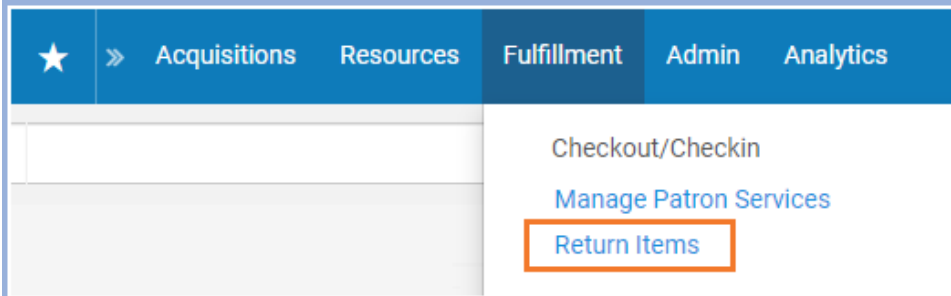 » Acquisitions Resources Fulfillment Admin Analytics
Checkout/Checkin
Manage Patron Services
Return Items